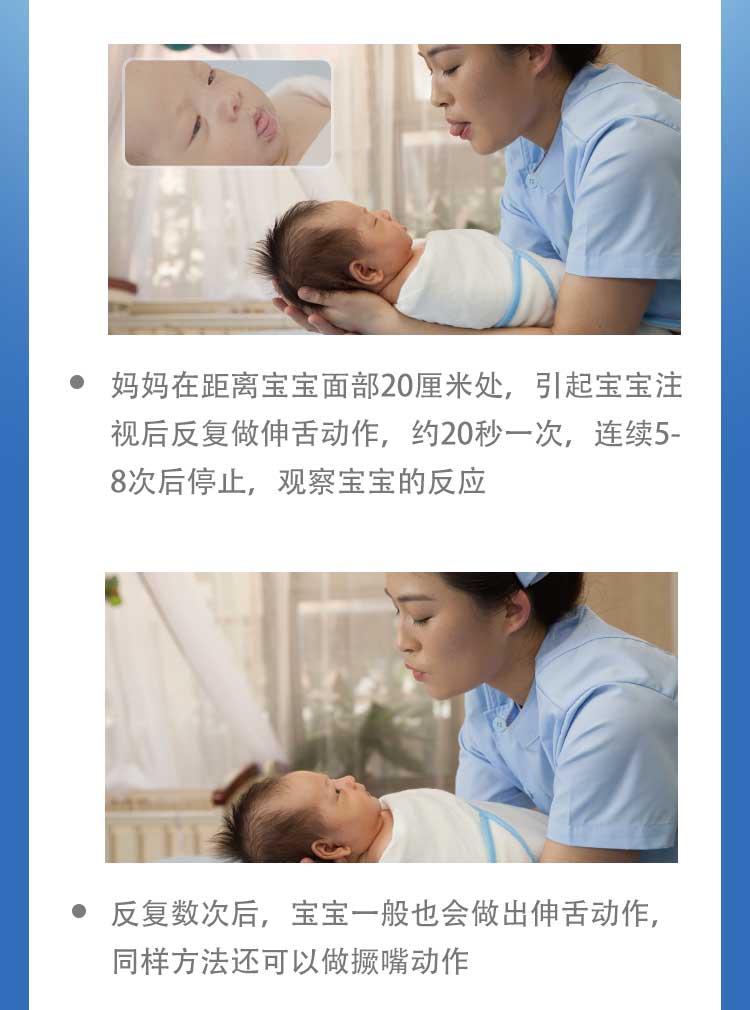 妈妈在距离宝宝面部20厘米处，引起宝宝注
视后反复做伸舌动作，约20秒一次，连续5-
8次后停止，观察宝宝的反应
反复数次后，宝宝一般也会做出伸舌动作，
同样方法还可以做撅嘴动作